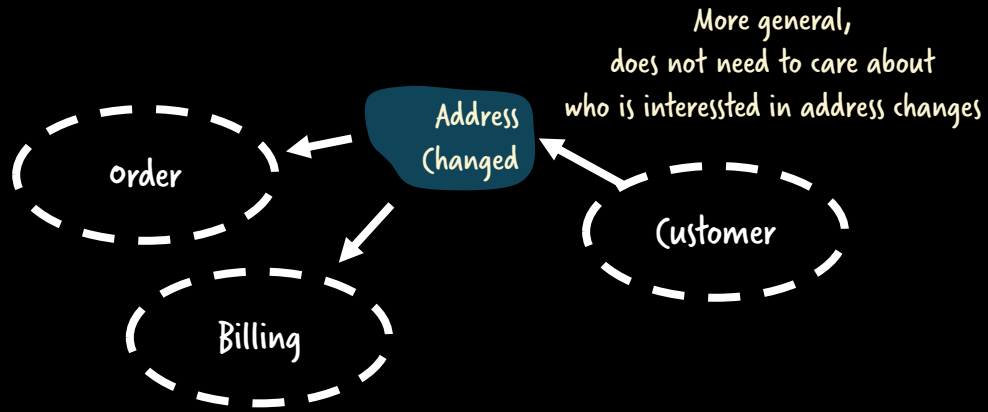 More general,
does not need to care about
who is interessted in address changes
Address
Changed
Order
Customer
Billing